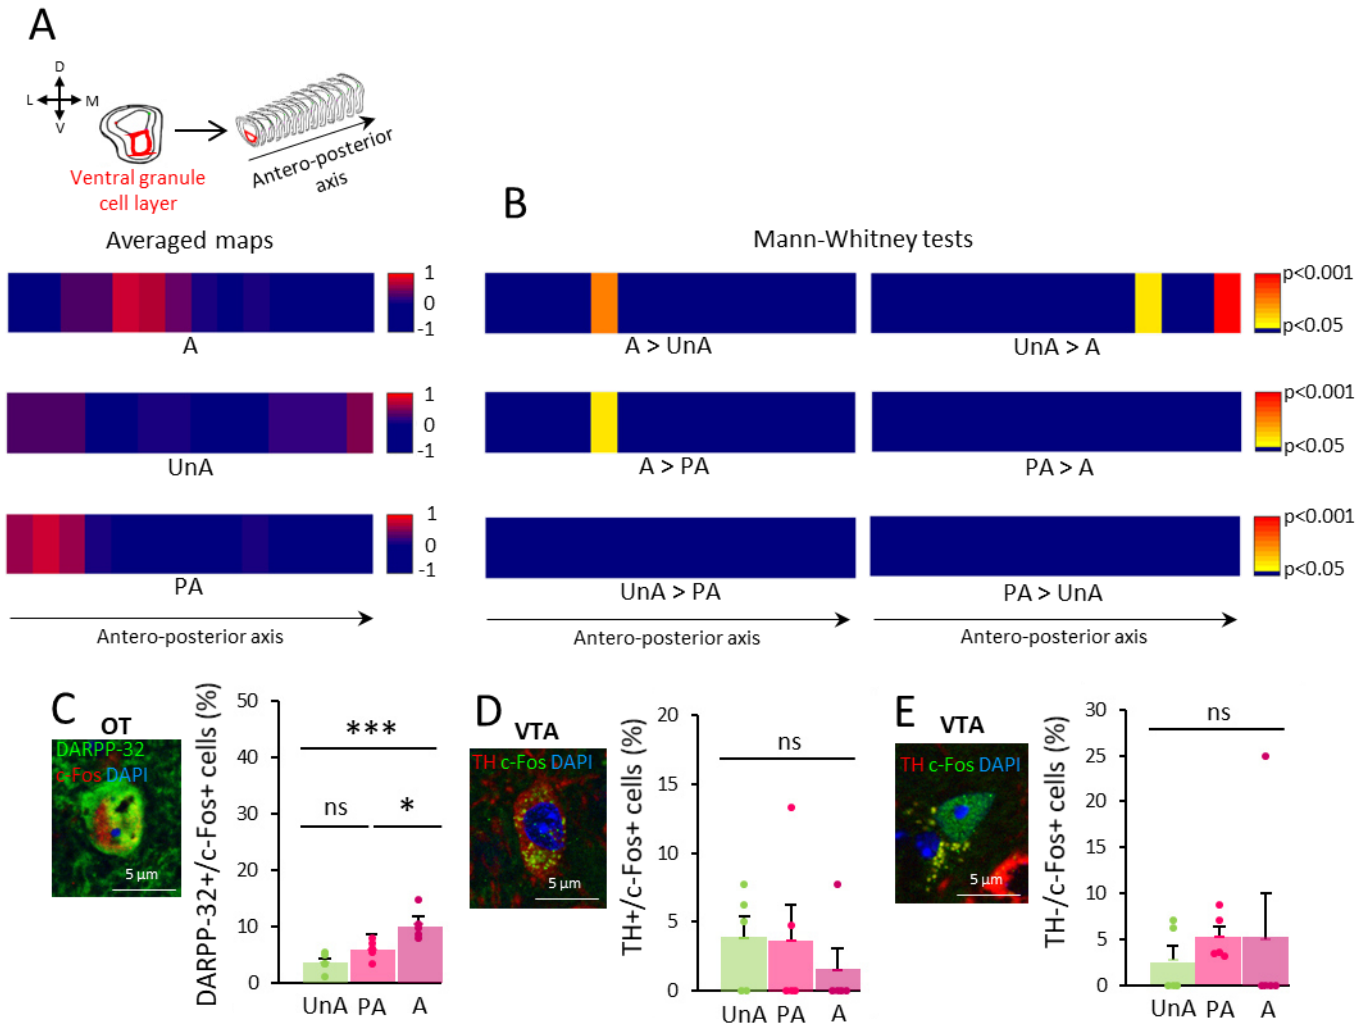 A
D
L
M
V
Ventral granule
cell layer
Antero-posterior
axis
Averaged maps
1
0
-1
A
1
0
-1
UnA
1
0
-1
PA
Antero-posterior axis
B
Mann-Whitney tests
p<0.001
p<0.05
A > UnA
UnA > A
p<0.001
p<0.05
A > PA
PA > A
p<0.001
p<0.05
UnA > PA
PA > UnA
Antero-posterior axis
Antero-posterior axis
C
OT
DARPP-32
c-Fos DAPI
5 µm
DARPP-32+/c-Fos+ cells (%)
50
40
30
20
10
0
***
ns
*
UnA PA A
D
VTA
TH c-Fos DAPI
5 µm
TH+/c-Fos+ cells (%)
20
15
10
5
0
ns
UnA PA A
E
VTA
TH c-Fos DAPI
5 µm
TH-/c-Fos+ cells (%)
30
25
20
15
10
5
0
ns
UnA PA A